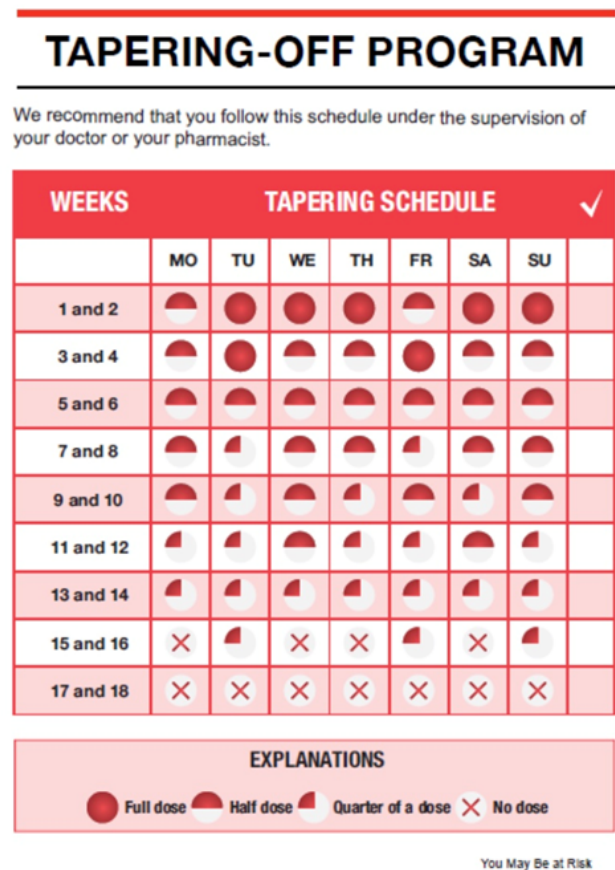 TAPERING-OFF PROGRAM
We recommend that you follow this schedule under the supervision of
your doctor or your pharmacist.
WEEKS TAPERING SCHEDULE ✓
MO TU WE TH FR SA SU
1 and 2
3 and 4
5 and 6
7 and 8
9 and 10
11 and 12
13 and 14
15 and 16
17 and 18
EXPLANATIONS
Full dose Half dose Quarter of a dose No dose
You May Be at Risk